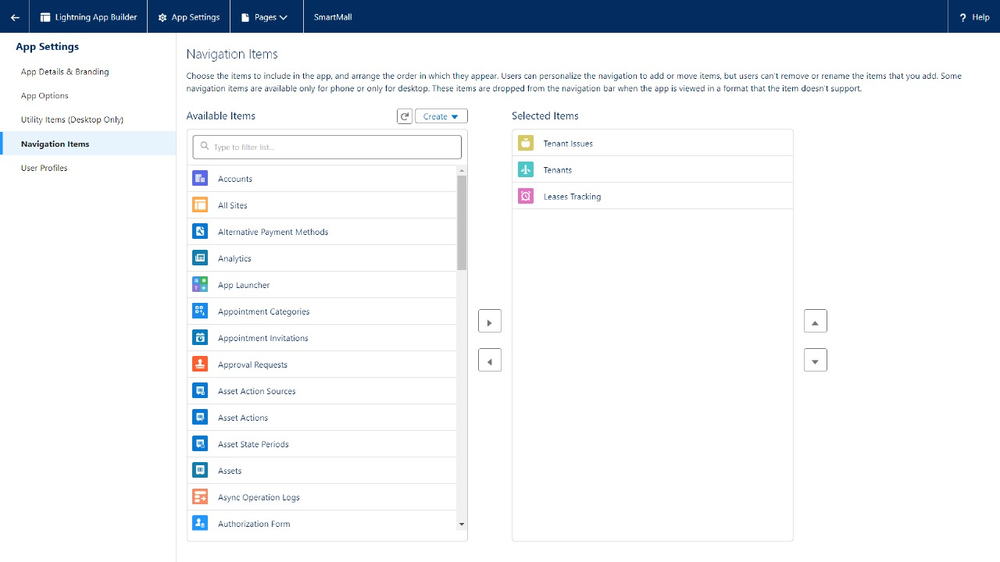 Lightning App Builder
App Settings
Pages
SmartMall
? Help
App Settings
App Details & Branding
App Options
Utility Items (Desktop Only)
Navigation Items
User Profiles
Navigation Items
Choose the items to include in the app, and arrange the order in which they appear. Users can personalize the navigation to add or move items, but users can't remove or rename the items that you add. Some
navigation items are available only for phone or only for desktop. These items are dropped from the navigation bar when the app is viewed in a format that the item doesn't support.
Available Items
Create
Type to filter list...
Accounts
All Sites
Alternative Payment Methods
Analytics
App Launcher
Appointment Categories
Appointment Invitations
Approval Requests
Asset Action Sources
Asset Actions
Asset State Periods
Assets
Async Operation Logs
Authorization Form
Selected Items
Tenant Issues
Tenants
Leases Tracking